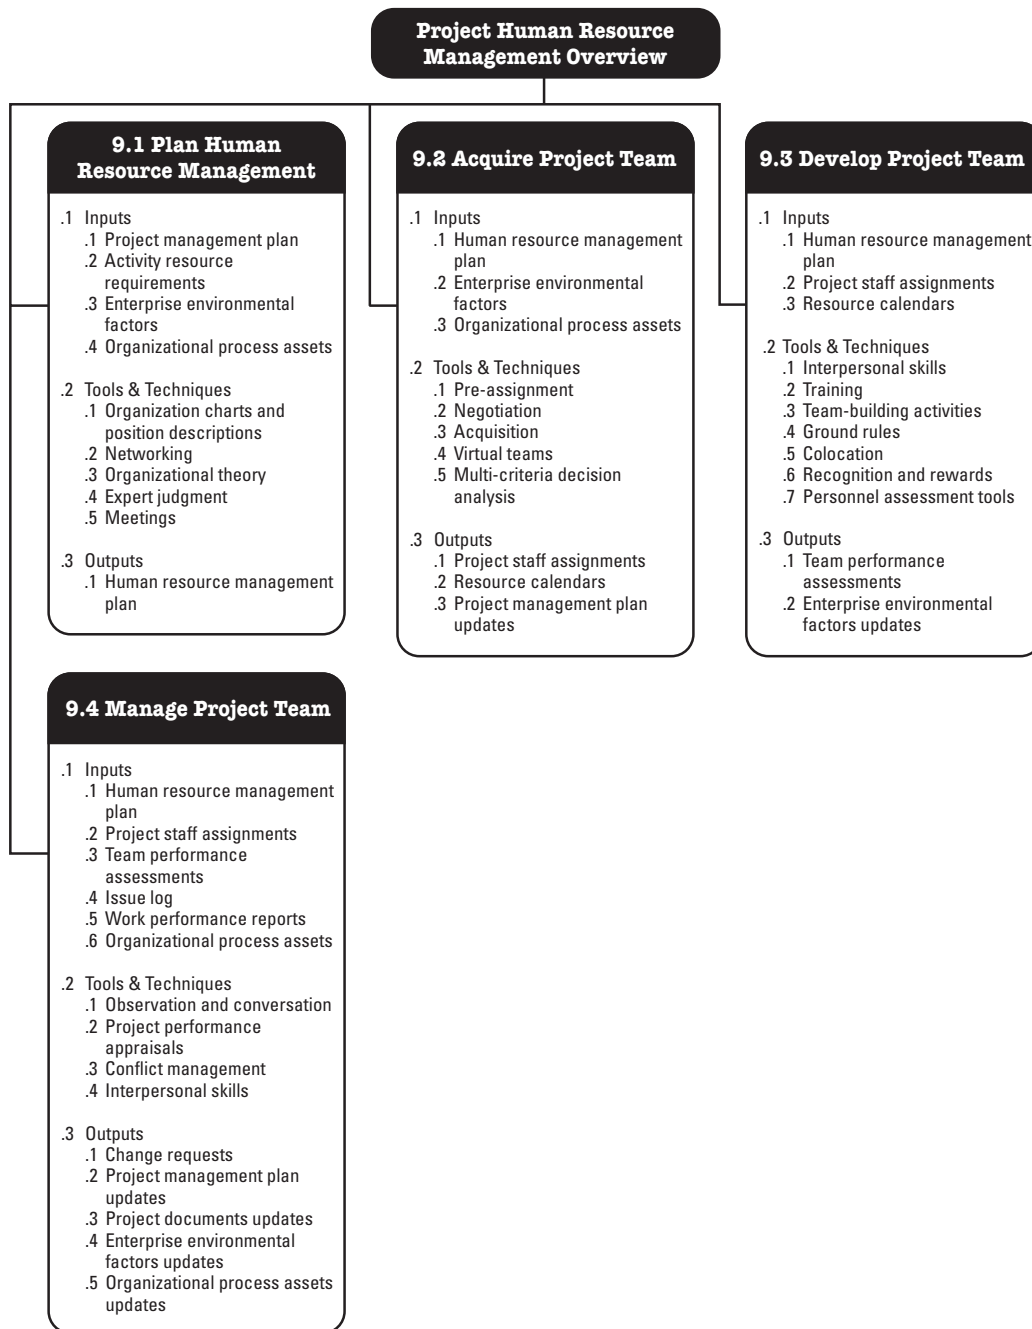 Project Human Resource
Management Overview
9.1 Plan Human
Resource Management
.1 Inputs
.1 Project management plan
.2 Activity resource
requirements
.3 Enterprise environmental
factors
.4 Organizational process assets
.2 Tools & Techniques
.1 Organization charts and
position descriptions
.2 Networking
.3 Organizational theory
.4 Expert judgment
.5 Meetings
.3 Outputs
.1 Human resource management
plan
9.2 Acquire Project Team
.1 Inputs
.1 Human resource management
plan
.2 Enterprise environmental
factors
.3 Organizational process assets
.2 Tools & Techniques
.1 Pre-assignment
.2 Negotiation
.3 Acquisition
.4 Virtual teams
.5 Multi-criteria decision
analysis
.3 Outputs
.1 Project staff assignments
.2 Resource calendars
.3 Project management plan
updates
9.3 Develop Project Team
.1 Inputs
.1 Human resource management
plan
.2 Project staff assignments
.3 Resource calendars
.2 Tools & Techniques
.1 Interpersonal skills
.2 Training
.3 Team-building activities
.4 Ground rules
.5 Colocation
.6 Recognition and rewards
.7 Personnel assessment tools
.3 Outputs
.1 Team performance
assessments
.2 Enterprise environmental
factors updates
9.4 Manage Project Team
.1 Inputs
.1 Human resource management
plan
.2 Project staff assignments
.3 Team performance
assessments
.4 Issue log
.5 Work performance reports
.6 Organizational process assets
.2 Tools & Techniques
.1 Observation and conversation
.2 Project performance
appraisals
.3 Conflict management
.4 Interpersonal skills
.3 Outputs
.1 Change requests
.2 Project management plan
updates
.3 Project documents updates
.4 Enterprise environmental
factors updates
.5 Organizational process assets
updates